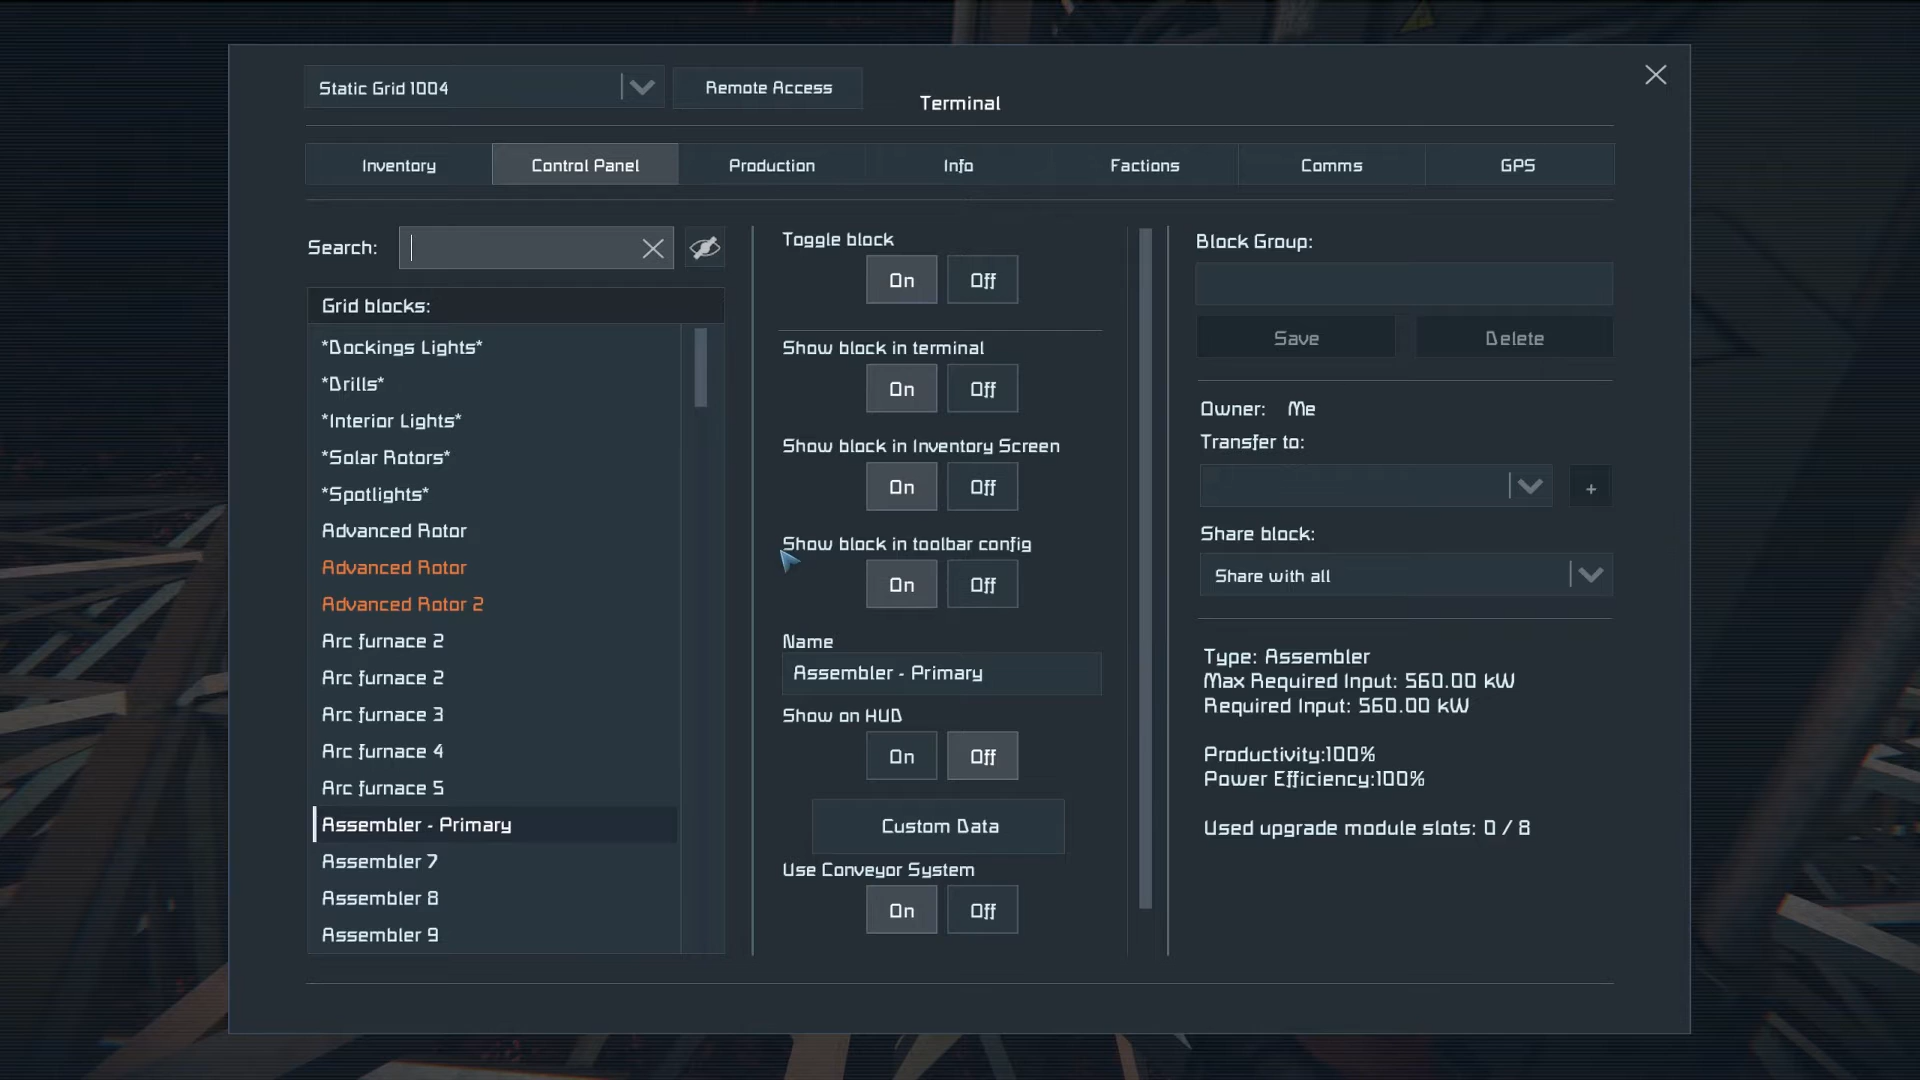 Static Grid 1004
Remote Access
Terminal
Inventory
Control Panel
Production
Info
Factions
Comms
GPS
Search:
Grid blocks:
*Dockings Lights*
*Drills*
*Interior Lights*
*Solar Rotors*
*Spotlights*
Advanced Rotor
Advanced Rotor
Advanced Rotor 2
Arc furnace 2
Arc furnace 2
Arc furnace 3
Arc furnace 4
Arc furnace 5
Assembler - Primary
Assembler 7
Assembler 8
Assembler 9
Toggle block
On Off
Show block in terminal
On Off
Show block in Inventory Screen
On Off
Show block in toolbar config
On Off
Name
Assembler - Primary
Show on HUD
On Off
Custom Data
Use Conveyor System
On Off
Block Group:
Save Delete
Owner: Me
Transfer to:
+
Share block:
Share with all
Type: Assembler
Max Required Input: 560.00 kW
Required Input: 560.00 kW
Productivity:100%
Power Efficiency:100%
Used upgrade module slots: 0 / 8